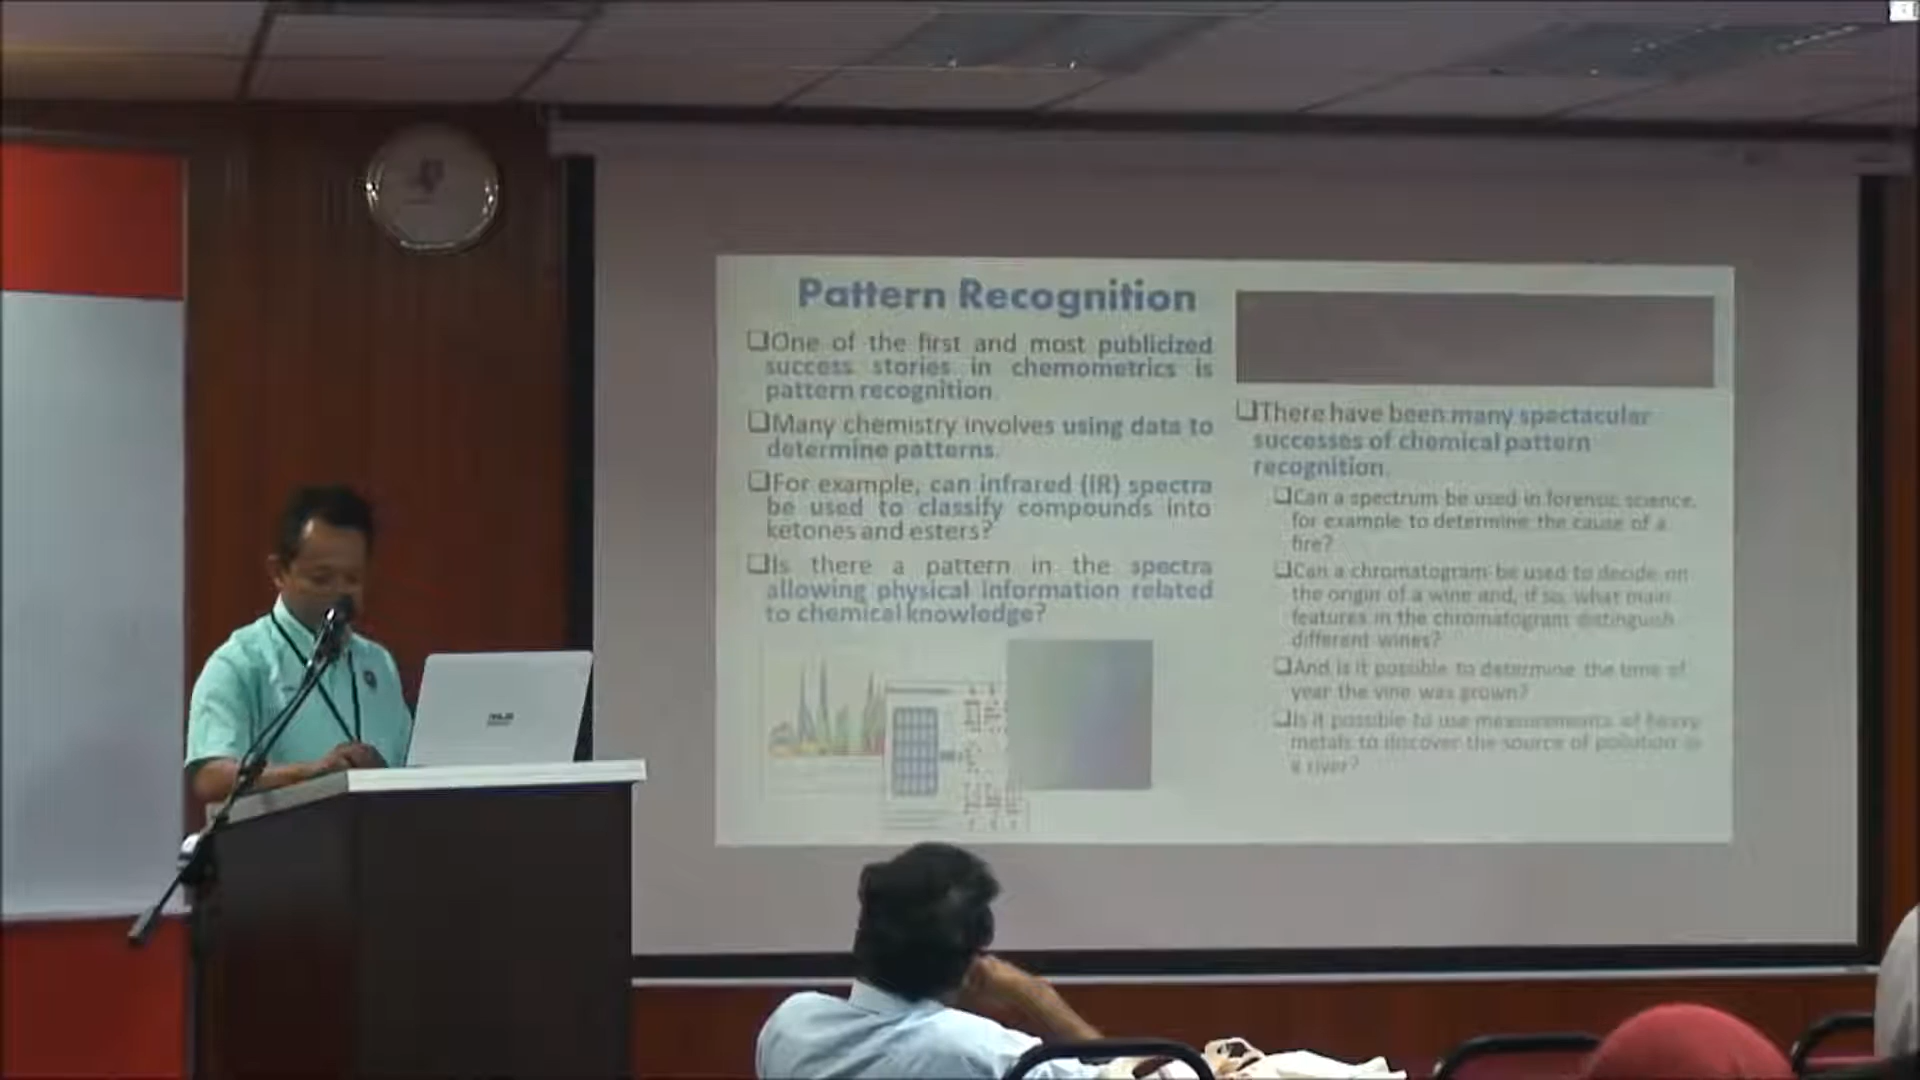 Pattern Recognition
❑One of the first and most publicized
success stories in chemometrics is
pattern recognition.
❑Many chemistry involves using data to
determine patterns.
❑For example, can infrared (IR) spectra
be used to classify compounds into
ketones and esters?
❑Is there a pattern in the spectra
allowing physical information related
to chemical knowledge?
❑There have been many spectacular
successes of chemical pattern
recognition.
❑Can a spectrum be used in forensic science,
for example to determine the cause of a
fire?
❑Can a chromatogram be used to decide on
the origin of a wine and, if so, what main
features in the chromatogram distinguish
different wines?
❑And is it possible to determine the time of
year the vine was grown?
❑Is it possible to use measurements of heavy
metals to discover the source of pollution in
a river?